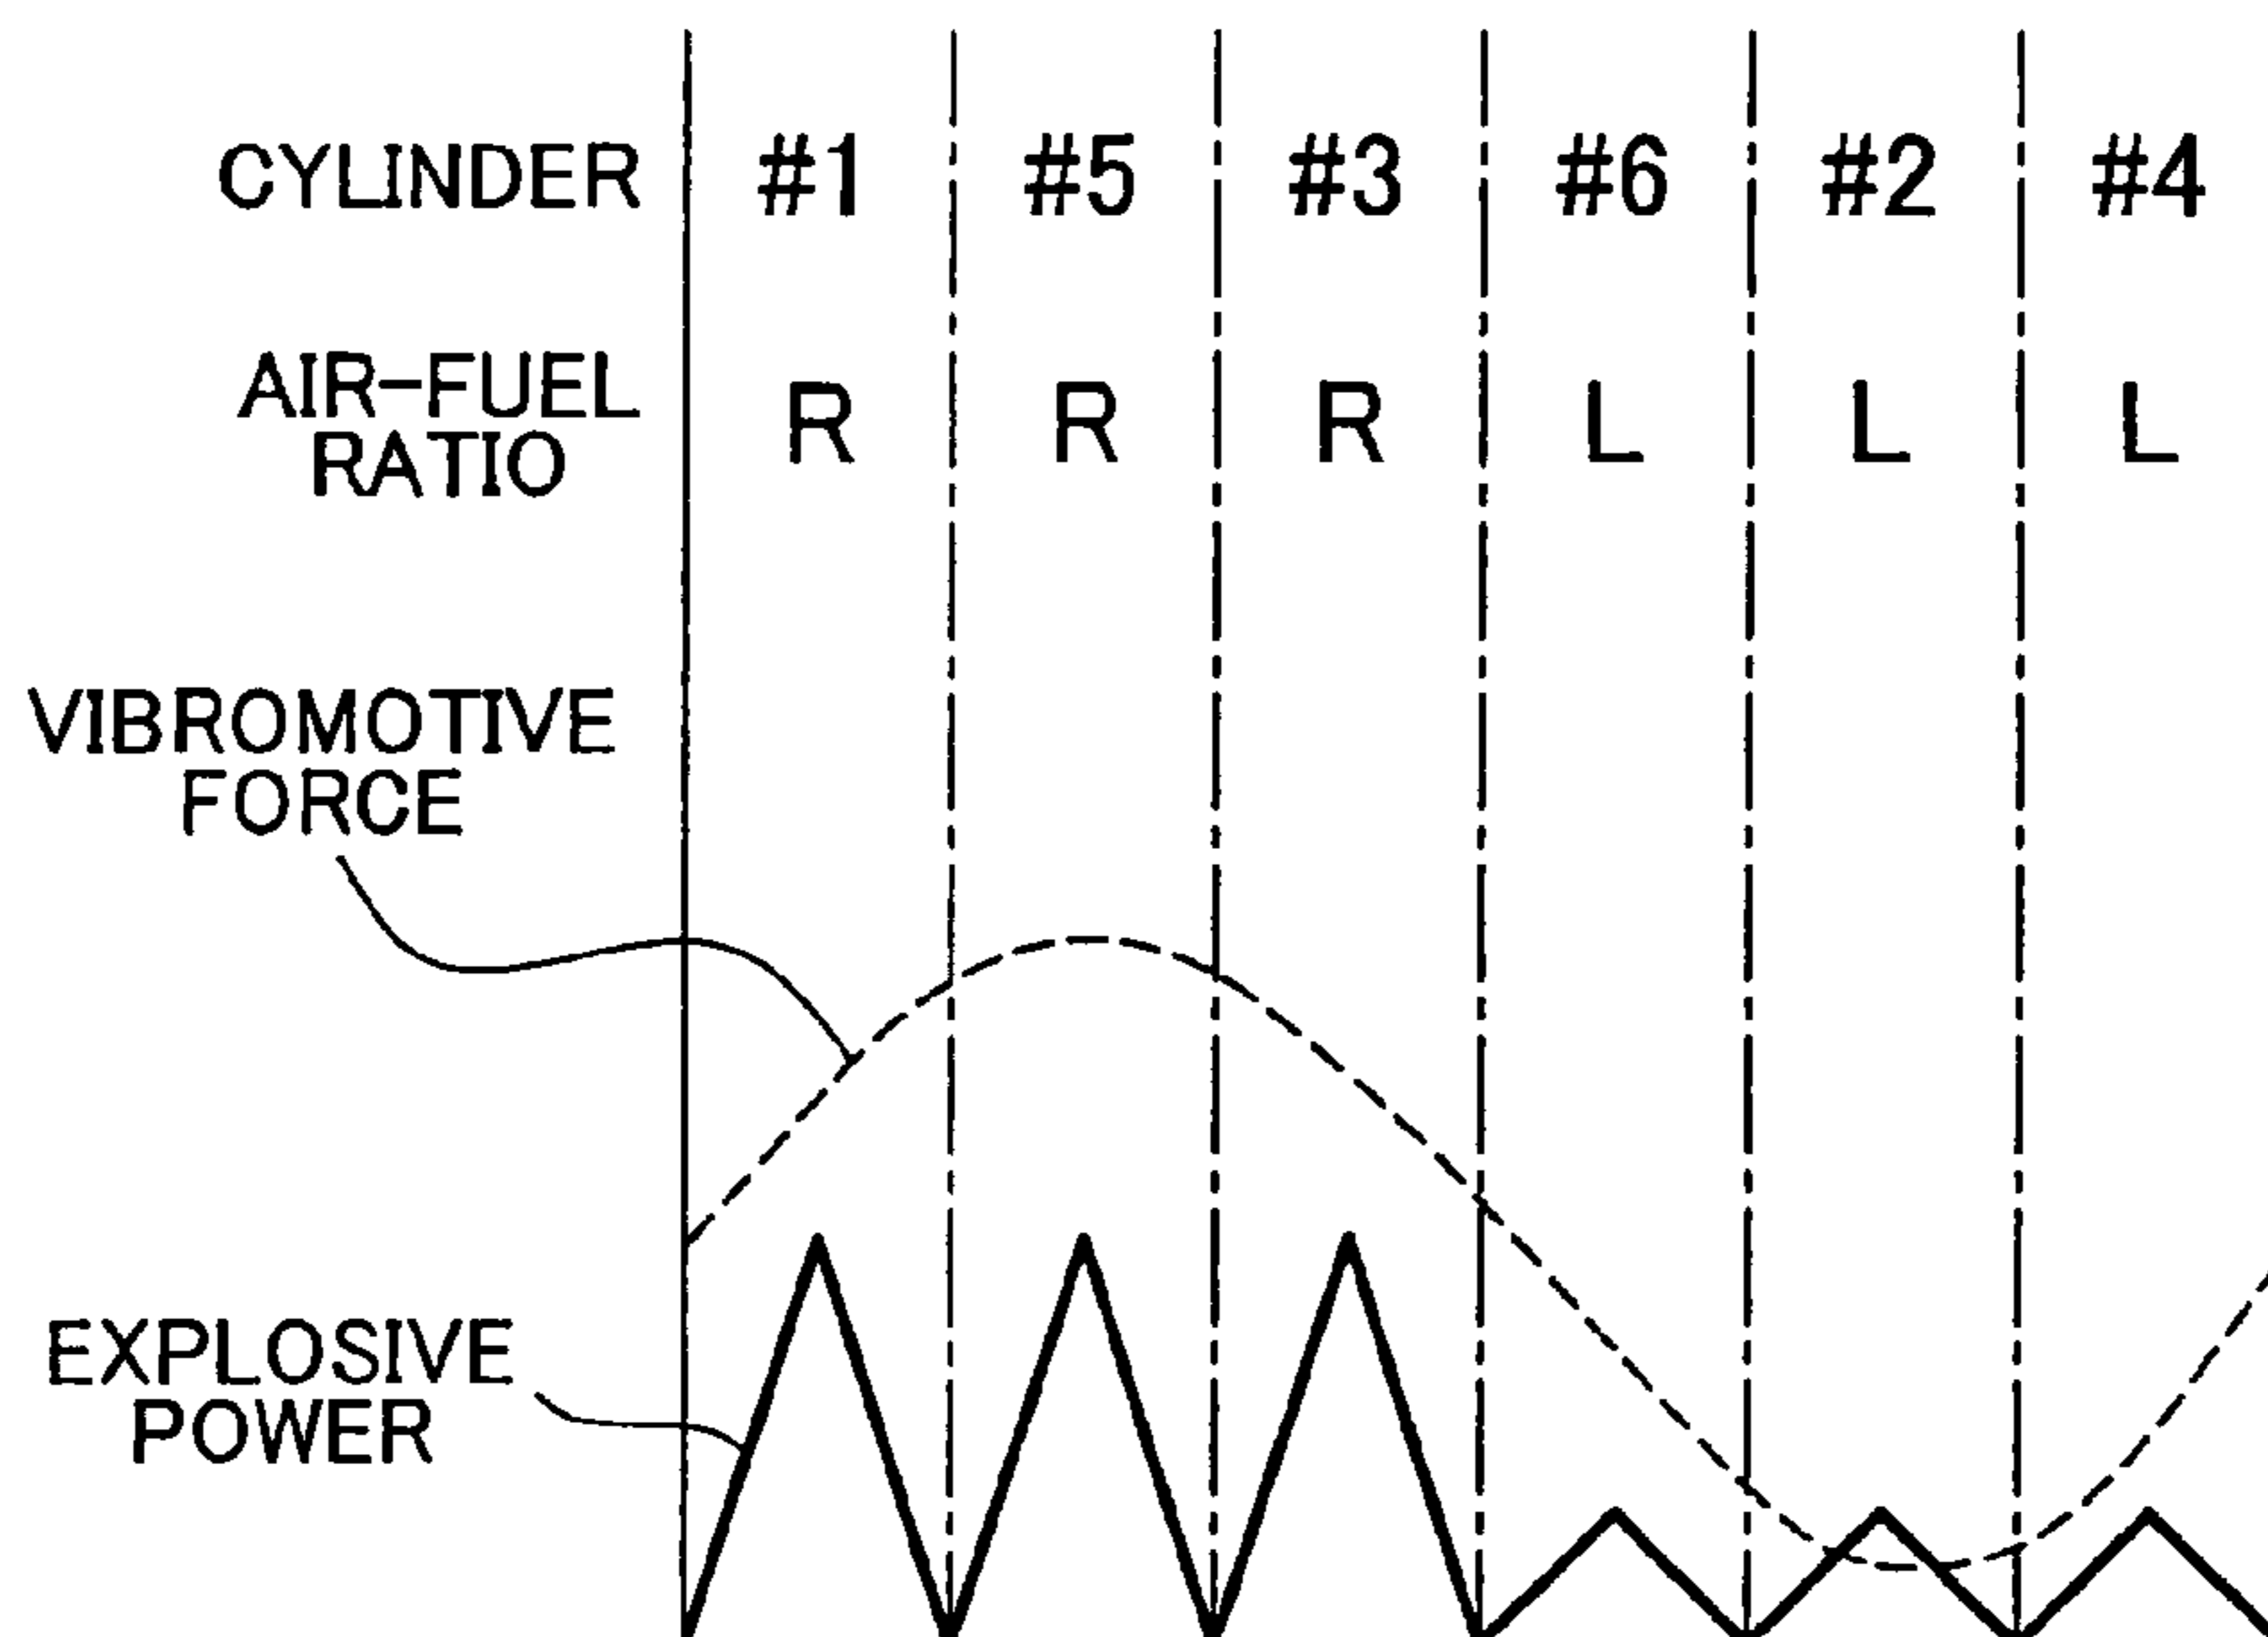 CYLINDER #1 #5 #3 #6 #2 #4
AIR-FUEL
RATIO
R R R L L L
VIBROMOTIVE
FORCE
EXPLOSIVE
POWER